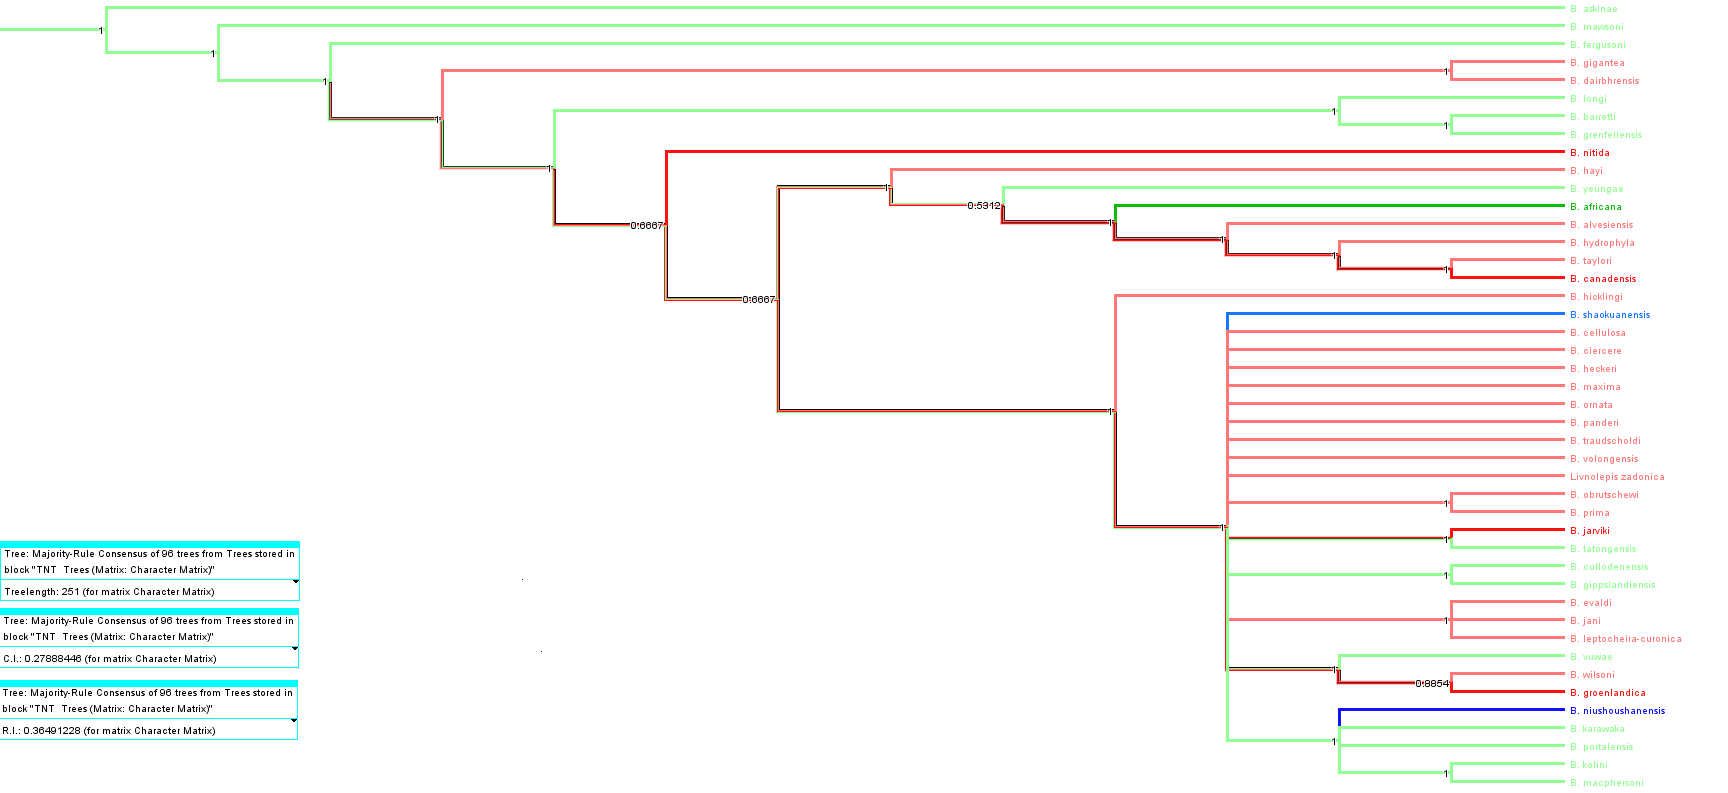 B. askinae
B. mawsoni
B. fergusoni
B. gigantea
B. dairbhrensis
B. longi
B. barretti
B. grenfellensis
B. nitida
B. hayi
B. yeungae
B. africana
B. alvesiensis
B. hydrophyla
B. taylori
B. canadensis
B. hicklingi
B. shaokuanensis
B. cellulosa
B. ciercere
B. heckeri
B. maxima
B. ornata
B. panderi
B. traudscholdi
B. volongensis
Livnolepis zadonica
B. obrutschewi
B. prima
B. jarviki
B. tatongensis
B. cullodenensis
B. gippslandiensis
B. evaldi
B. jani
B. leptocheira-curonica
B. vuwae
B. wilsoni
B. groenlandica
B. niushoushanensis
B. karawaka
B. portalensis
B. kohni
B. macphersoni
1
1
1
1
1
1
1
1
0.6667
1
0.5312
1
1
1
1
0.6667
1
1
1
1
1
1
1
0.8854
1
1
Tree: Majority-Rule Consensus of 96 trees from Trees stored in
block "TNT Trees (Matrix: Character Matrix)"
Treelength: 251 (for matrix Character Matrix)
Tree: Majority-Rule Consensus of 96 trees from Trees stored in
block "TNT Trees (Matrix: Character Matrix)"
C.I.: 0.27888446 (for matrix Character Matrix)
Tree: Majority-Rule Consensus of 96 trees from Trees stored in
block "TNT Trees (Matrix: Character Matrix)"
R.I.: 0.36491228 (for matrix Character Matrix)